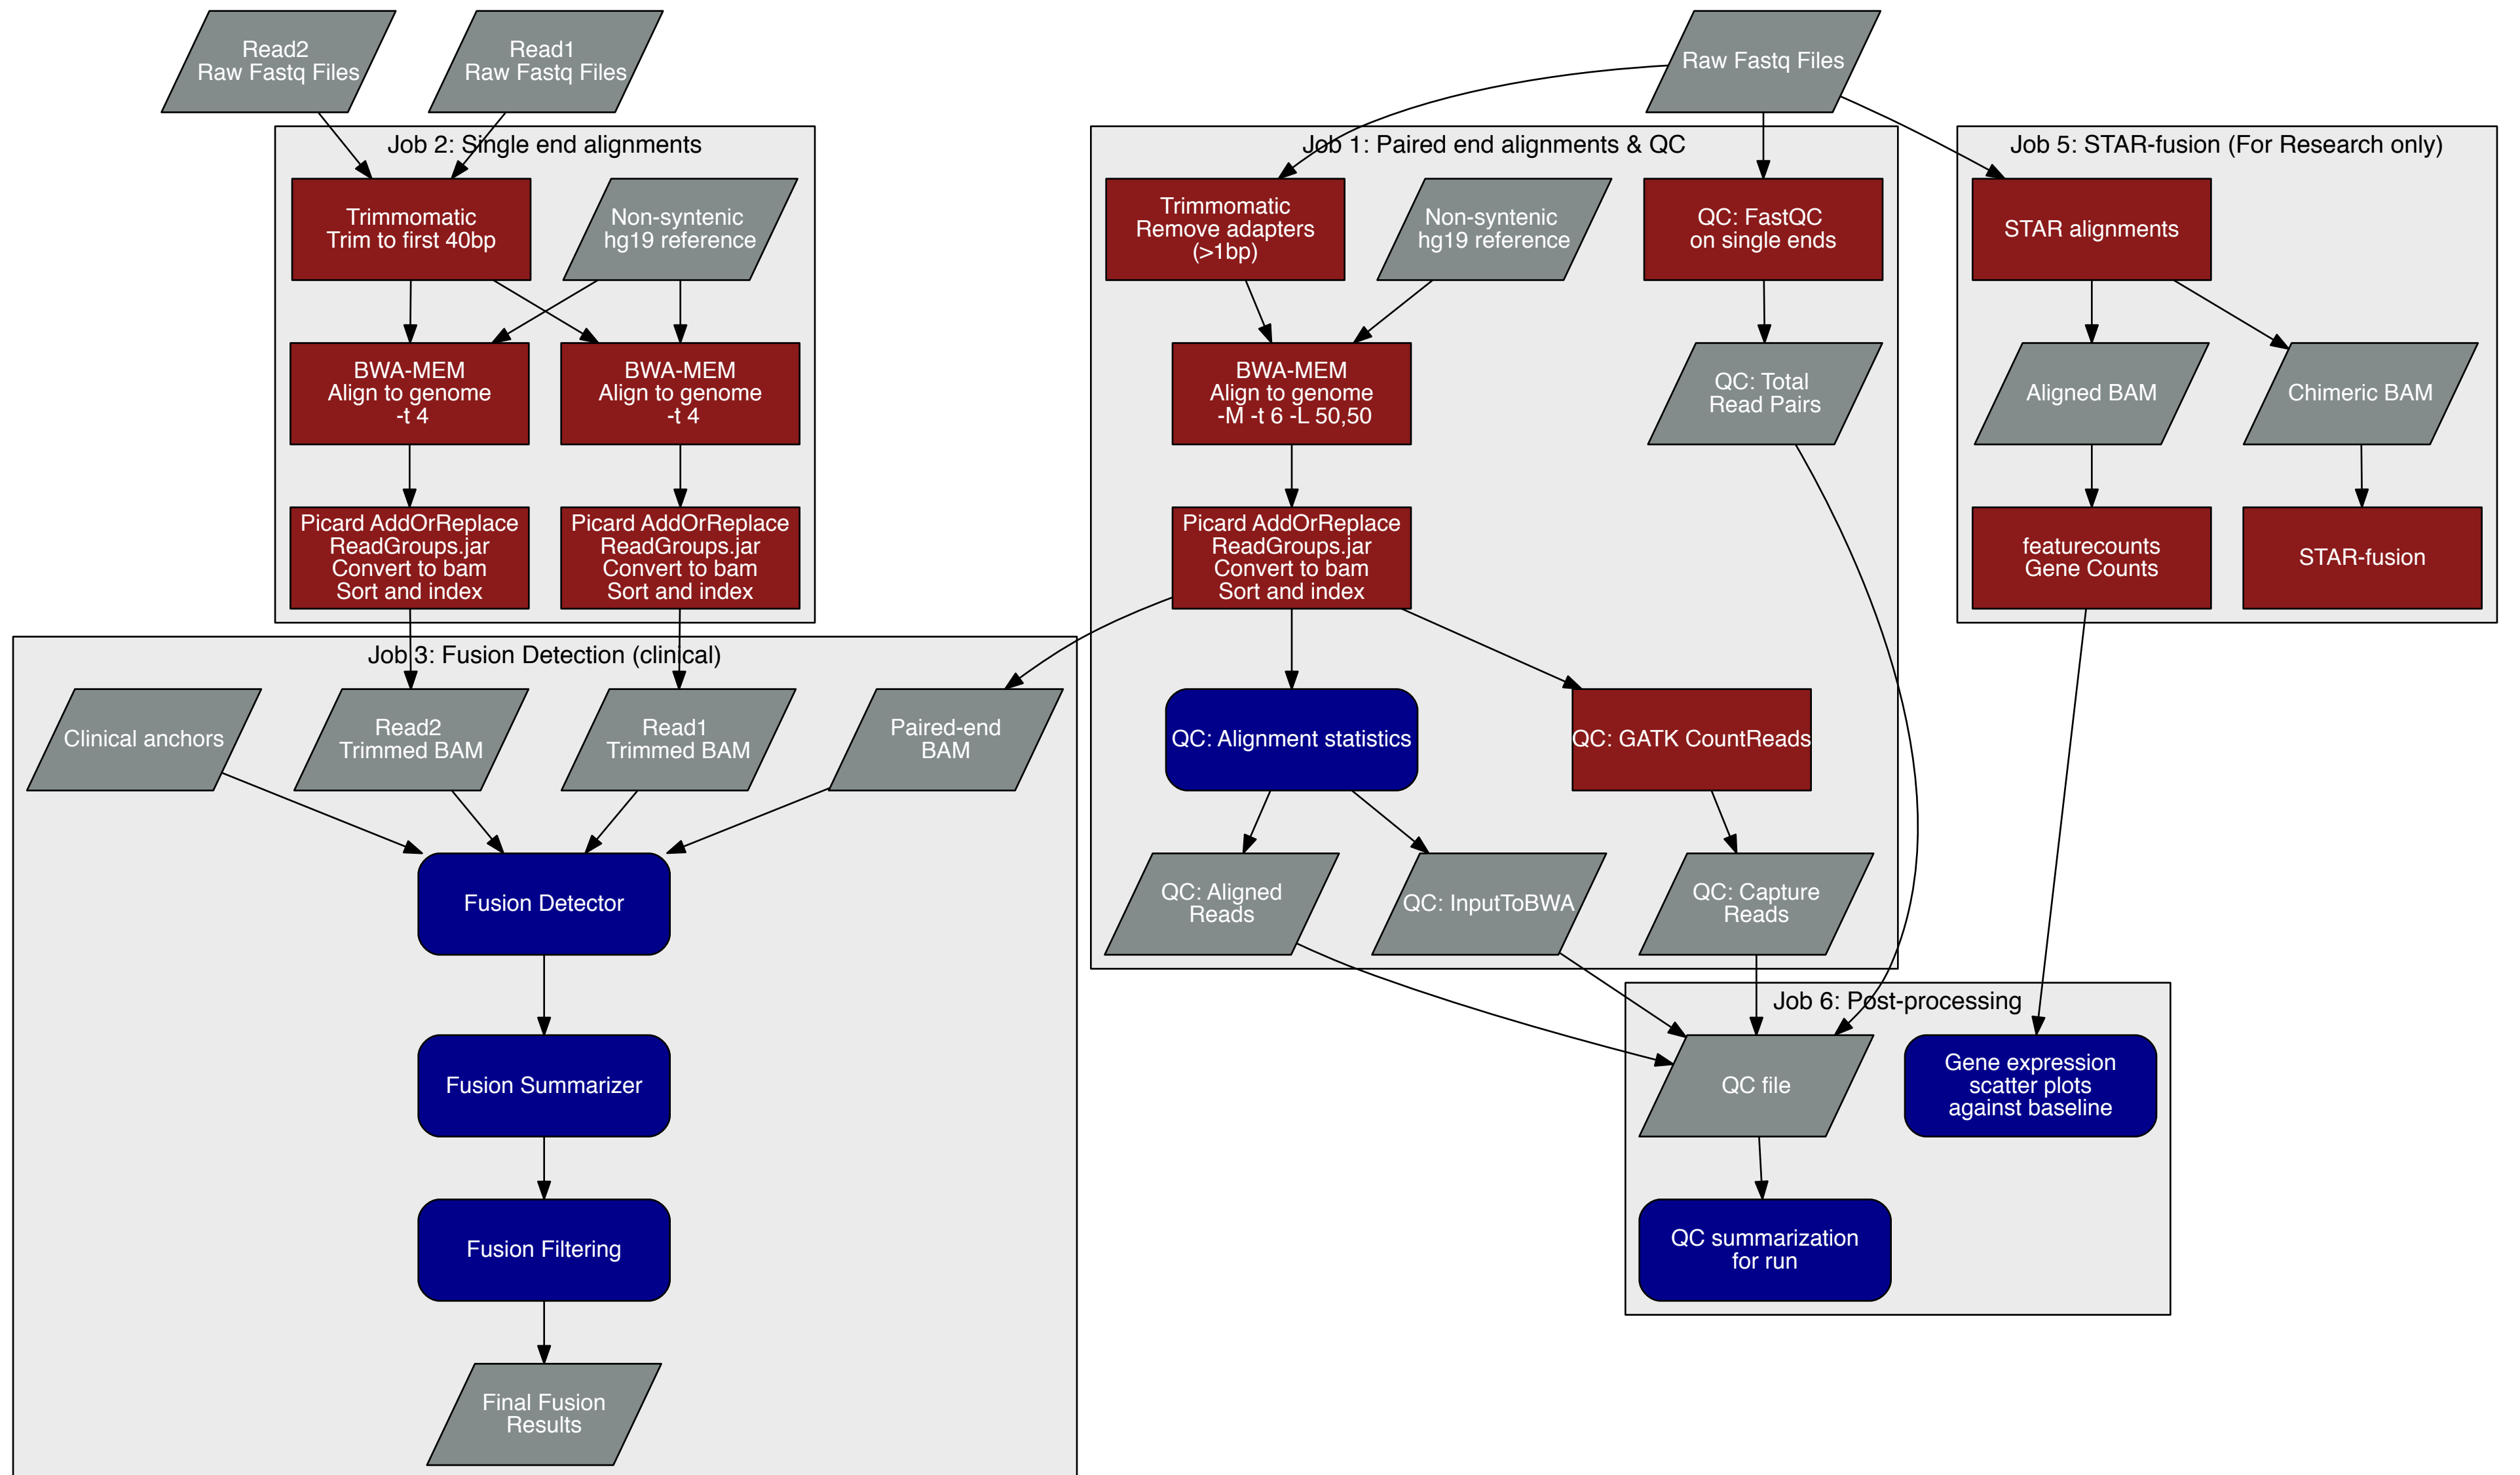 Read2
Raw Fastq Files
Read1
Raw Fastq Files
Raw Fastq Files
Job 2: Single end alignments
Trimmomatic
Trim to first 40bp
Non-syntenic
hg19 reference
BWA-MEM
Align to genome
-t 4
BWA-MEM
Align to genome
-t 4
Picard AddOrReplace
ReadGroups.jar
Convert to bam
Sort and index
Picard AddOrReplace
ReadGroups.jar
Convert to bam
Sort and index
Job 1: Paired end alignments & QC
Trimmomatic
Remove adapters
(>1bp)
Non-syntenic
hg19 reference
QC: FastQC
on single ends
BWA-MEM
Align to genome
-M -t 6 -L 50,50
QC: Total
Read Pairs
Picard AddOrReplace
ReadGroups.jar
Convert to bam
Sort and index
QC: Alignment statistics
QC: GATK CountReads
QC: Aligned
Reads
QC: InputToBWA
QC: Capture
Reads
Job 5: STAR-fusion (For Research only)
STAR alignments
Aligned BAM
Chimeric BAM
featurecounts
Gene Counts
STAR-fusion
Job 3: Fusion Detection (clinical)
Clinical anchors
Read2
Trimmed BAM
Read1
Trimmed BAM
Paired-end
BAM
Fusion Detector
Fusion Summarizer
Fusion Filtering
Final Fusion
Results
Job 6: Post-processing
QC file
Gene expression
scatter plots
against baseline
QC summarization
for run